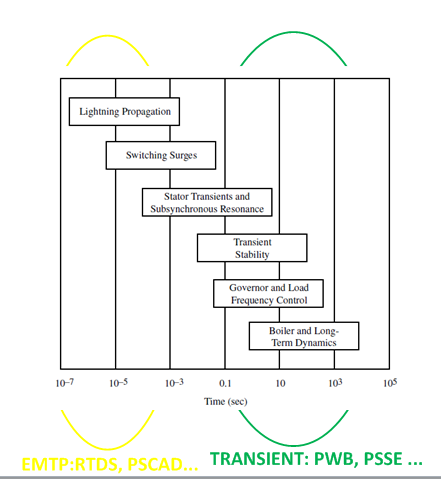 Lightning Propagation
Switching Surges
Stator Transients and
Subsynchronous Resonance
Transient
Stability
Governor and Load
Frequency Control
Boiler and Long-
Term Dynamics
10⁻⁷ 10⁻⁵ 10⁻³ 0.1 10 10³ 10⁵
Time (sec)
EMTP:RTDS, PSCAD... TRANSIENT: PWB, PSSE ...